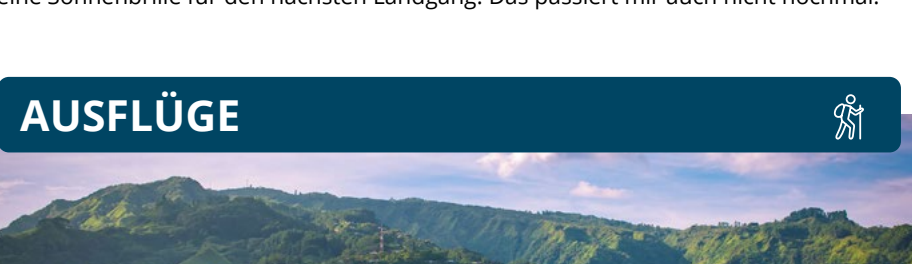 eine Sonnenbrille für den nächsten Landgang. Das passiert mir auch nicht nochmal.
AUSFLÜGE